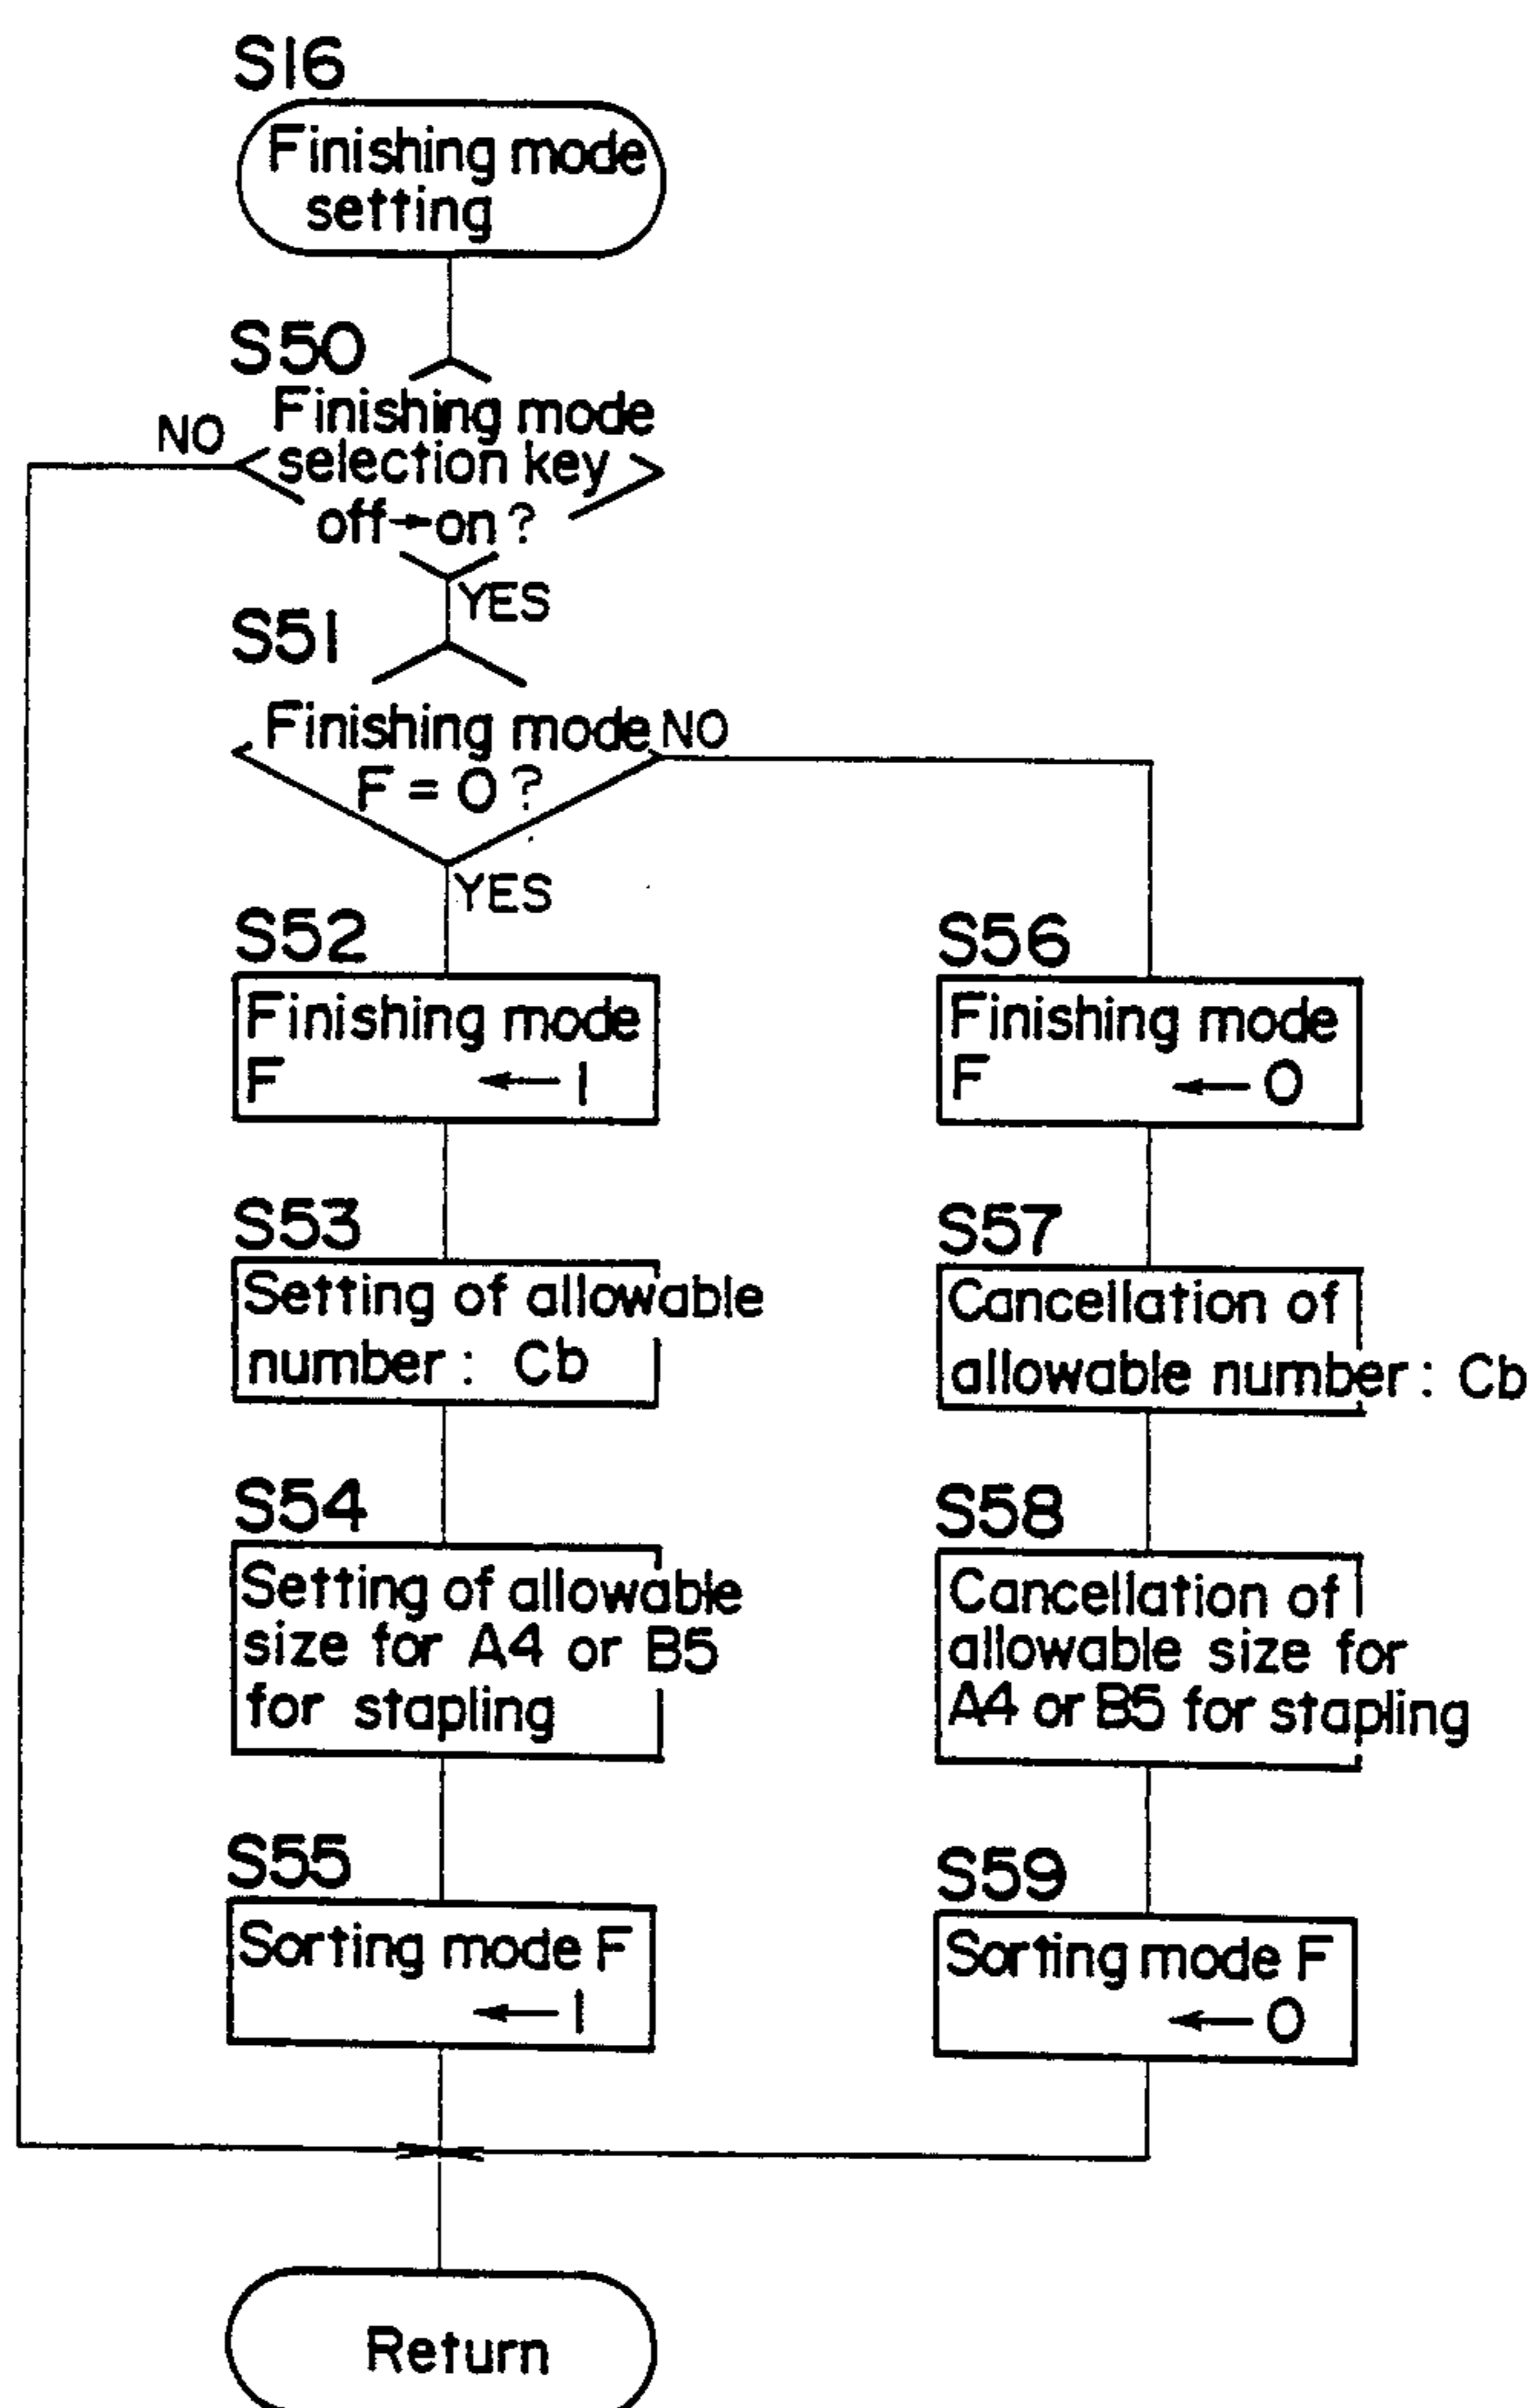 S16
Finishing mode
setting
S50
Finishing mode
selection key
off→on?
NO
YES
S51
Finishing mode
F = 0?
NO
YES
S52
Finishing mode
F ← 1
S53
Setting of allowable
number: Cb
S54
Setting of allowable
size for A4 or B5
for stapling
S55
Sorting mode F
← 1
S56
Finishing mode
F ← 0
S57
Cancellation of
allowable number: Cb
S58
Cancellation of
allowable size for
A4 or B5 for stapling
S59
Sorting mode F
← 0
Return